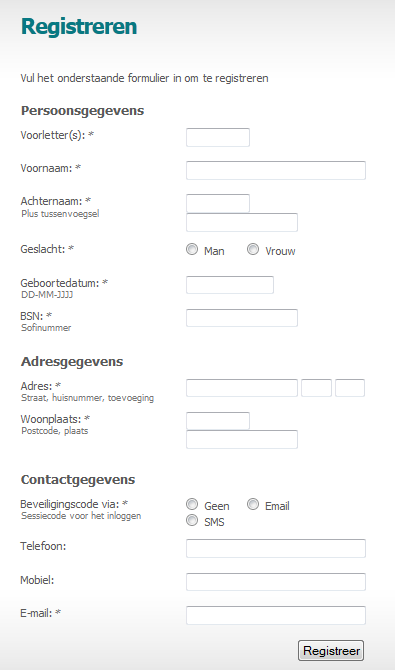 Registreren
Vul het onderstaande formulier in om te registreren
Persoonsgegevens
Voorletter(s): *
Voornaam: *
Achternaam: *
Plus tussenvoegsel
Geslacht: * Man Vrouw
Geboortedatum: *
DD-MM-JJJJ
BSN: *
Sofinummer
Adresgegevens
Adres: *
Straat, huisnummer, toevoeging
Woonplaats: *
Postcode, plaats
Contactgegevens
Beveiligingscode via: * Geen Email
Sessiecode voor het inloggen SMS
Telefoon:
Mobiel:
E-mail: *
Registreer